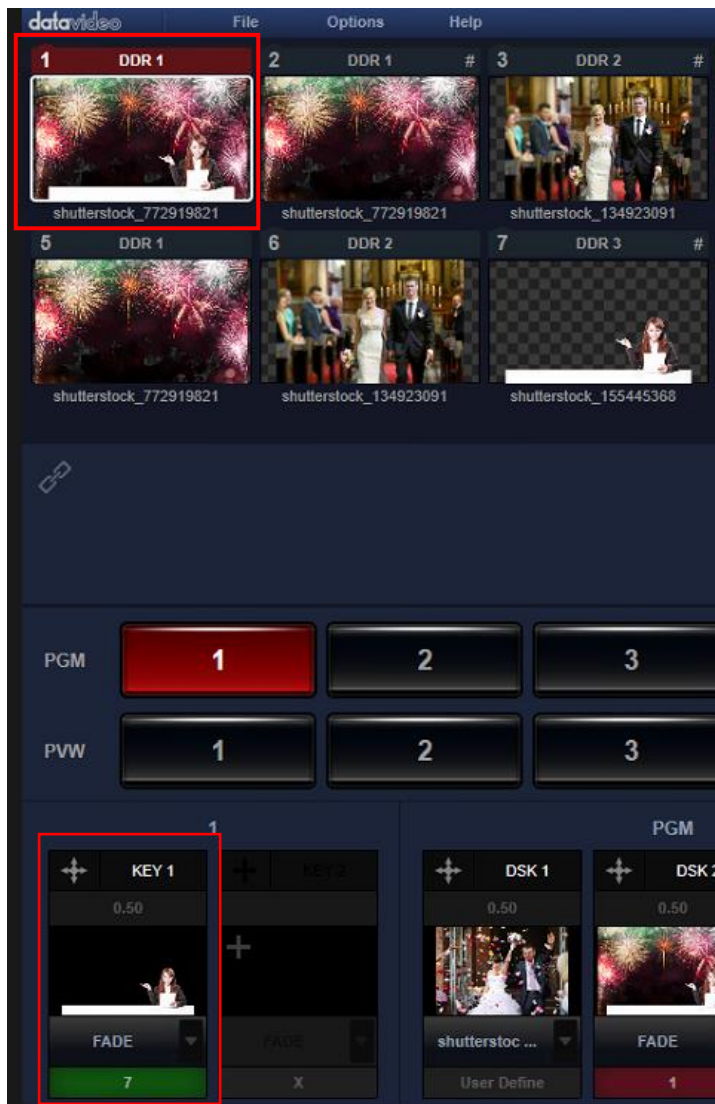 datavideo File Options Help
1 DDR 1 2 DDR 1 # 3 DDR 2 #
shutterstock_772919821 shutterstock_772919821 shutterstock_134923091
5 DDR 1 6 DDR 2 7 DDR 3 #
shutterstock_772919821 shutterstock_134923091 shutterstock_155445368
PGM 1 2 3
PVW 1 2 3
1 PGM
KEY 1 KEY 2 DSK 1 DSK 2
0.50 0.50 0.50
FADE FADE shutterstoc ... FADE
7 X User Define 1